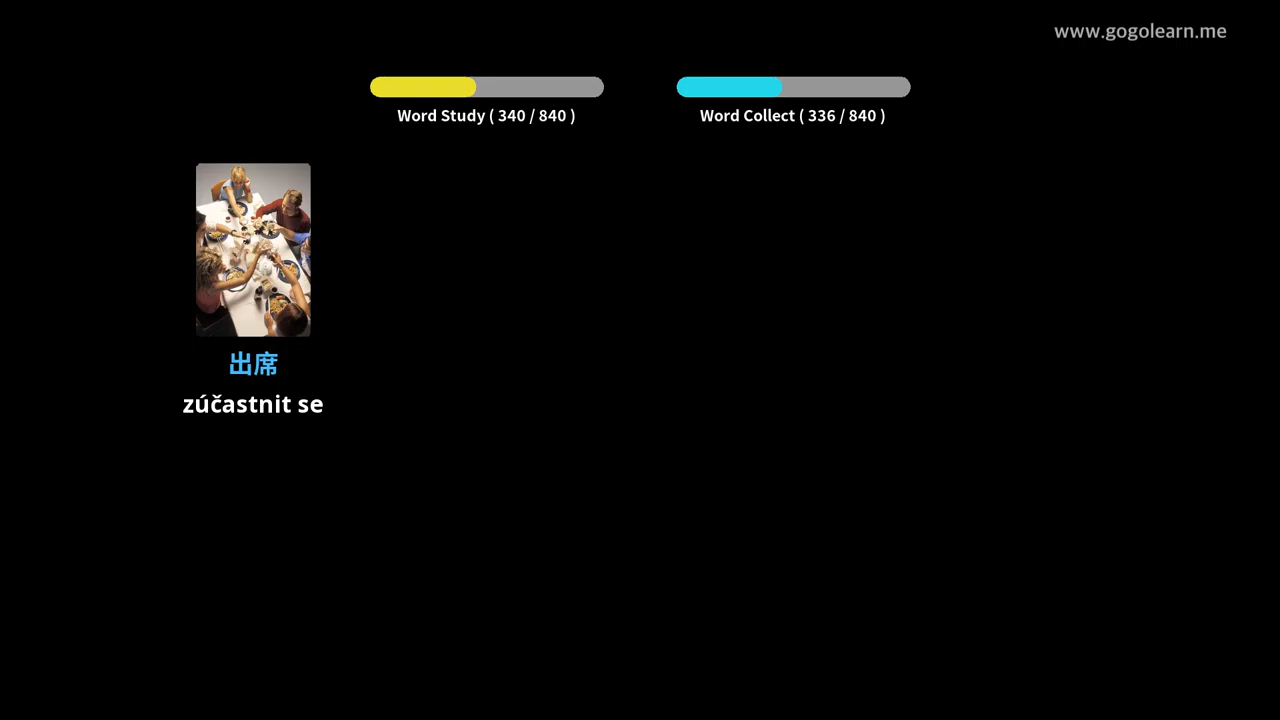 www.gogolearn.me
Word Study ( 340 / 840 )
Word Collect ( 336 / 840 )
出席
zúčastnit se